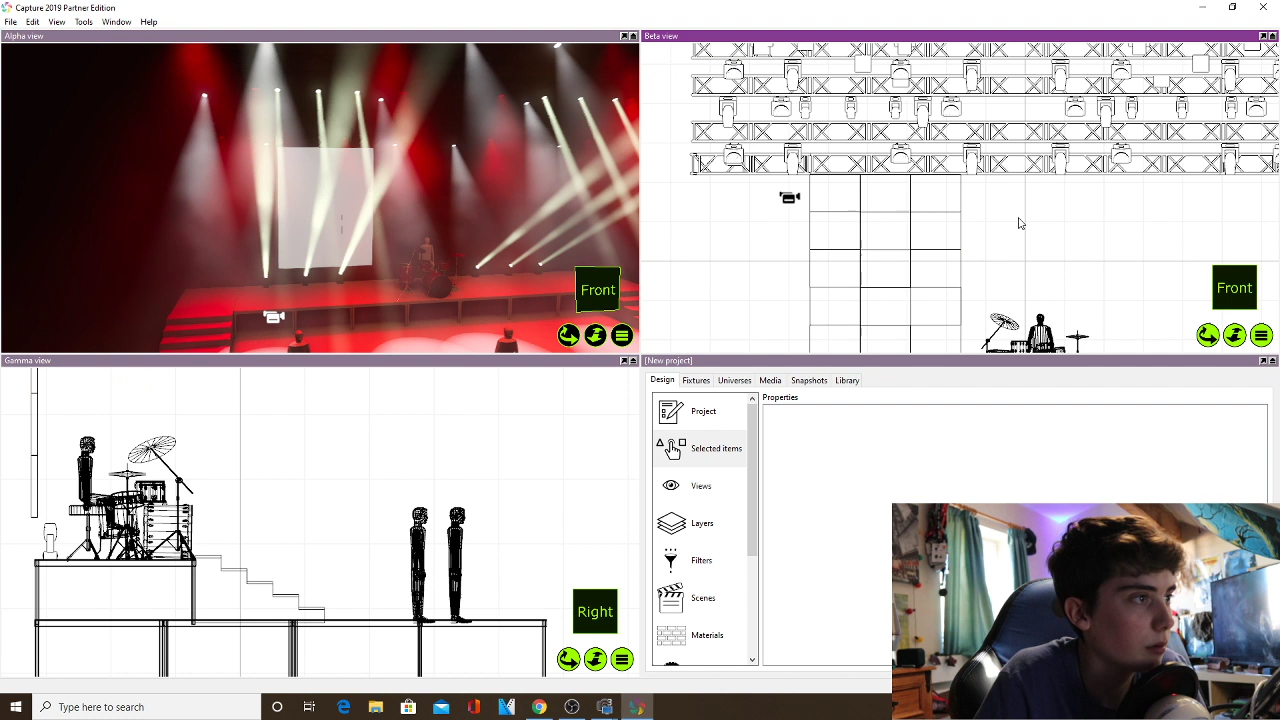 Capture 2019 Partner Edition
File Edit View Tools Window Help
Alpha view
Beta view
Front
Front
Gamma view
[New project]
Design Fixtures Universes Media Snapshots Library
Properties
Project
Selected items
Views
Layers
Filters
Scenes
Materials
Right
Type here to search